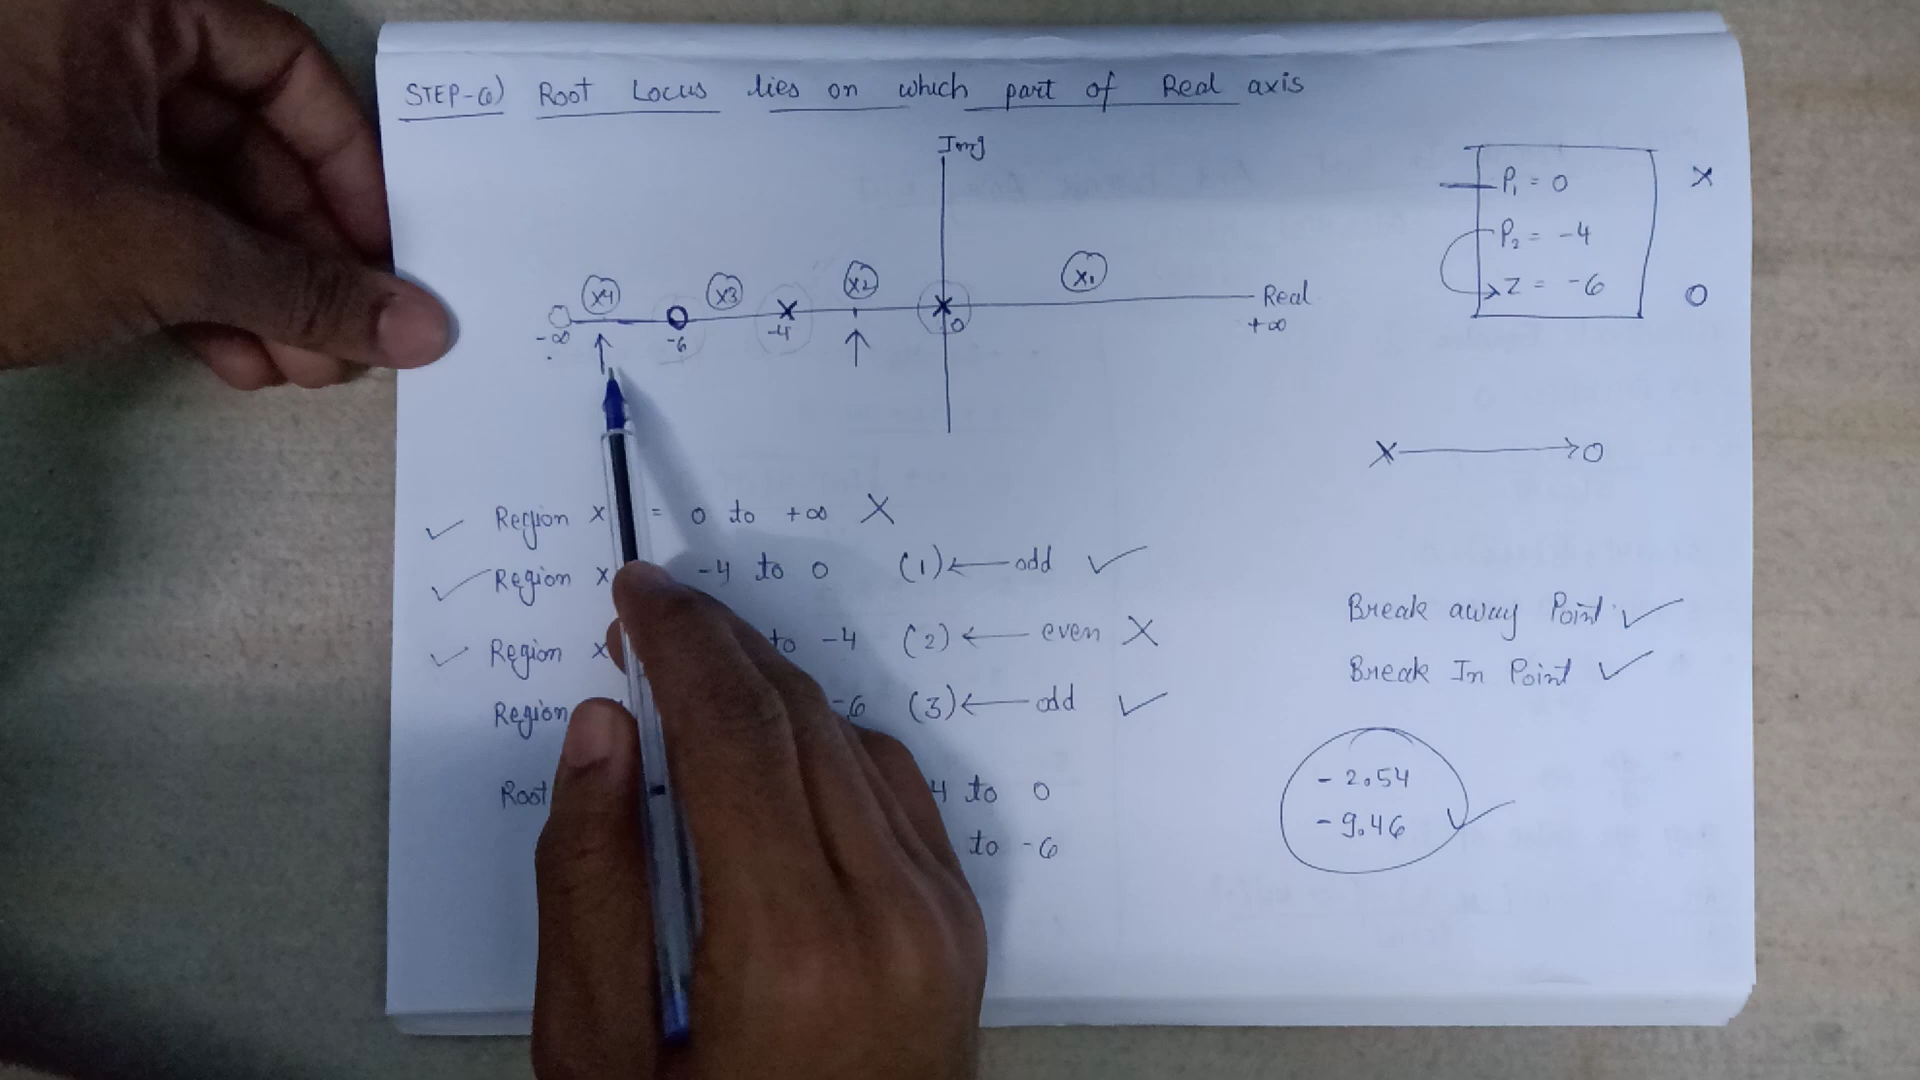 STEP-6) Root Locus lies on which part of Real axis
Img
P1 = 0 X
P2 = -4
Z = -6 O
X4 X3 X2 X1
Real
-∞ -6 -4 0 +∞
X → O
Region X = 0 to +∞ X
Region X -4 to 0 (1) ← odd ✓
Region X to -4 (2) ← even X
Region -6 (3) ← odd ✓
Root 4 to 0
to -6
Break away Point ✓
Break In Point ✓
-2.54
-9.46 ✓